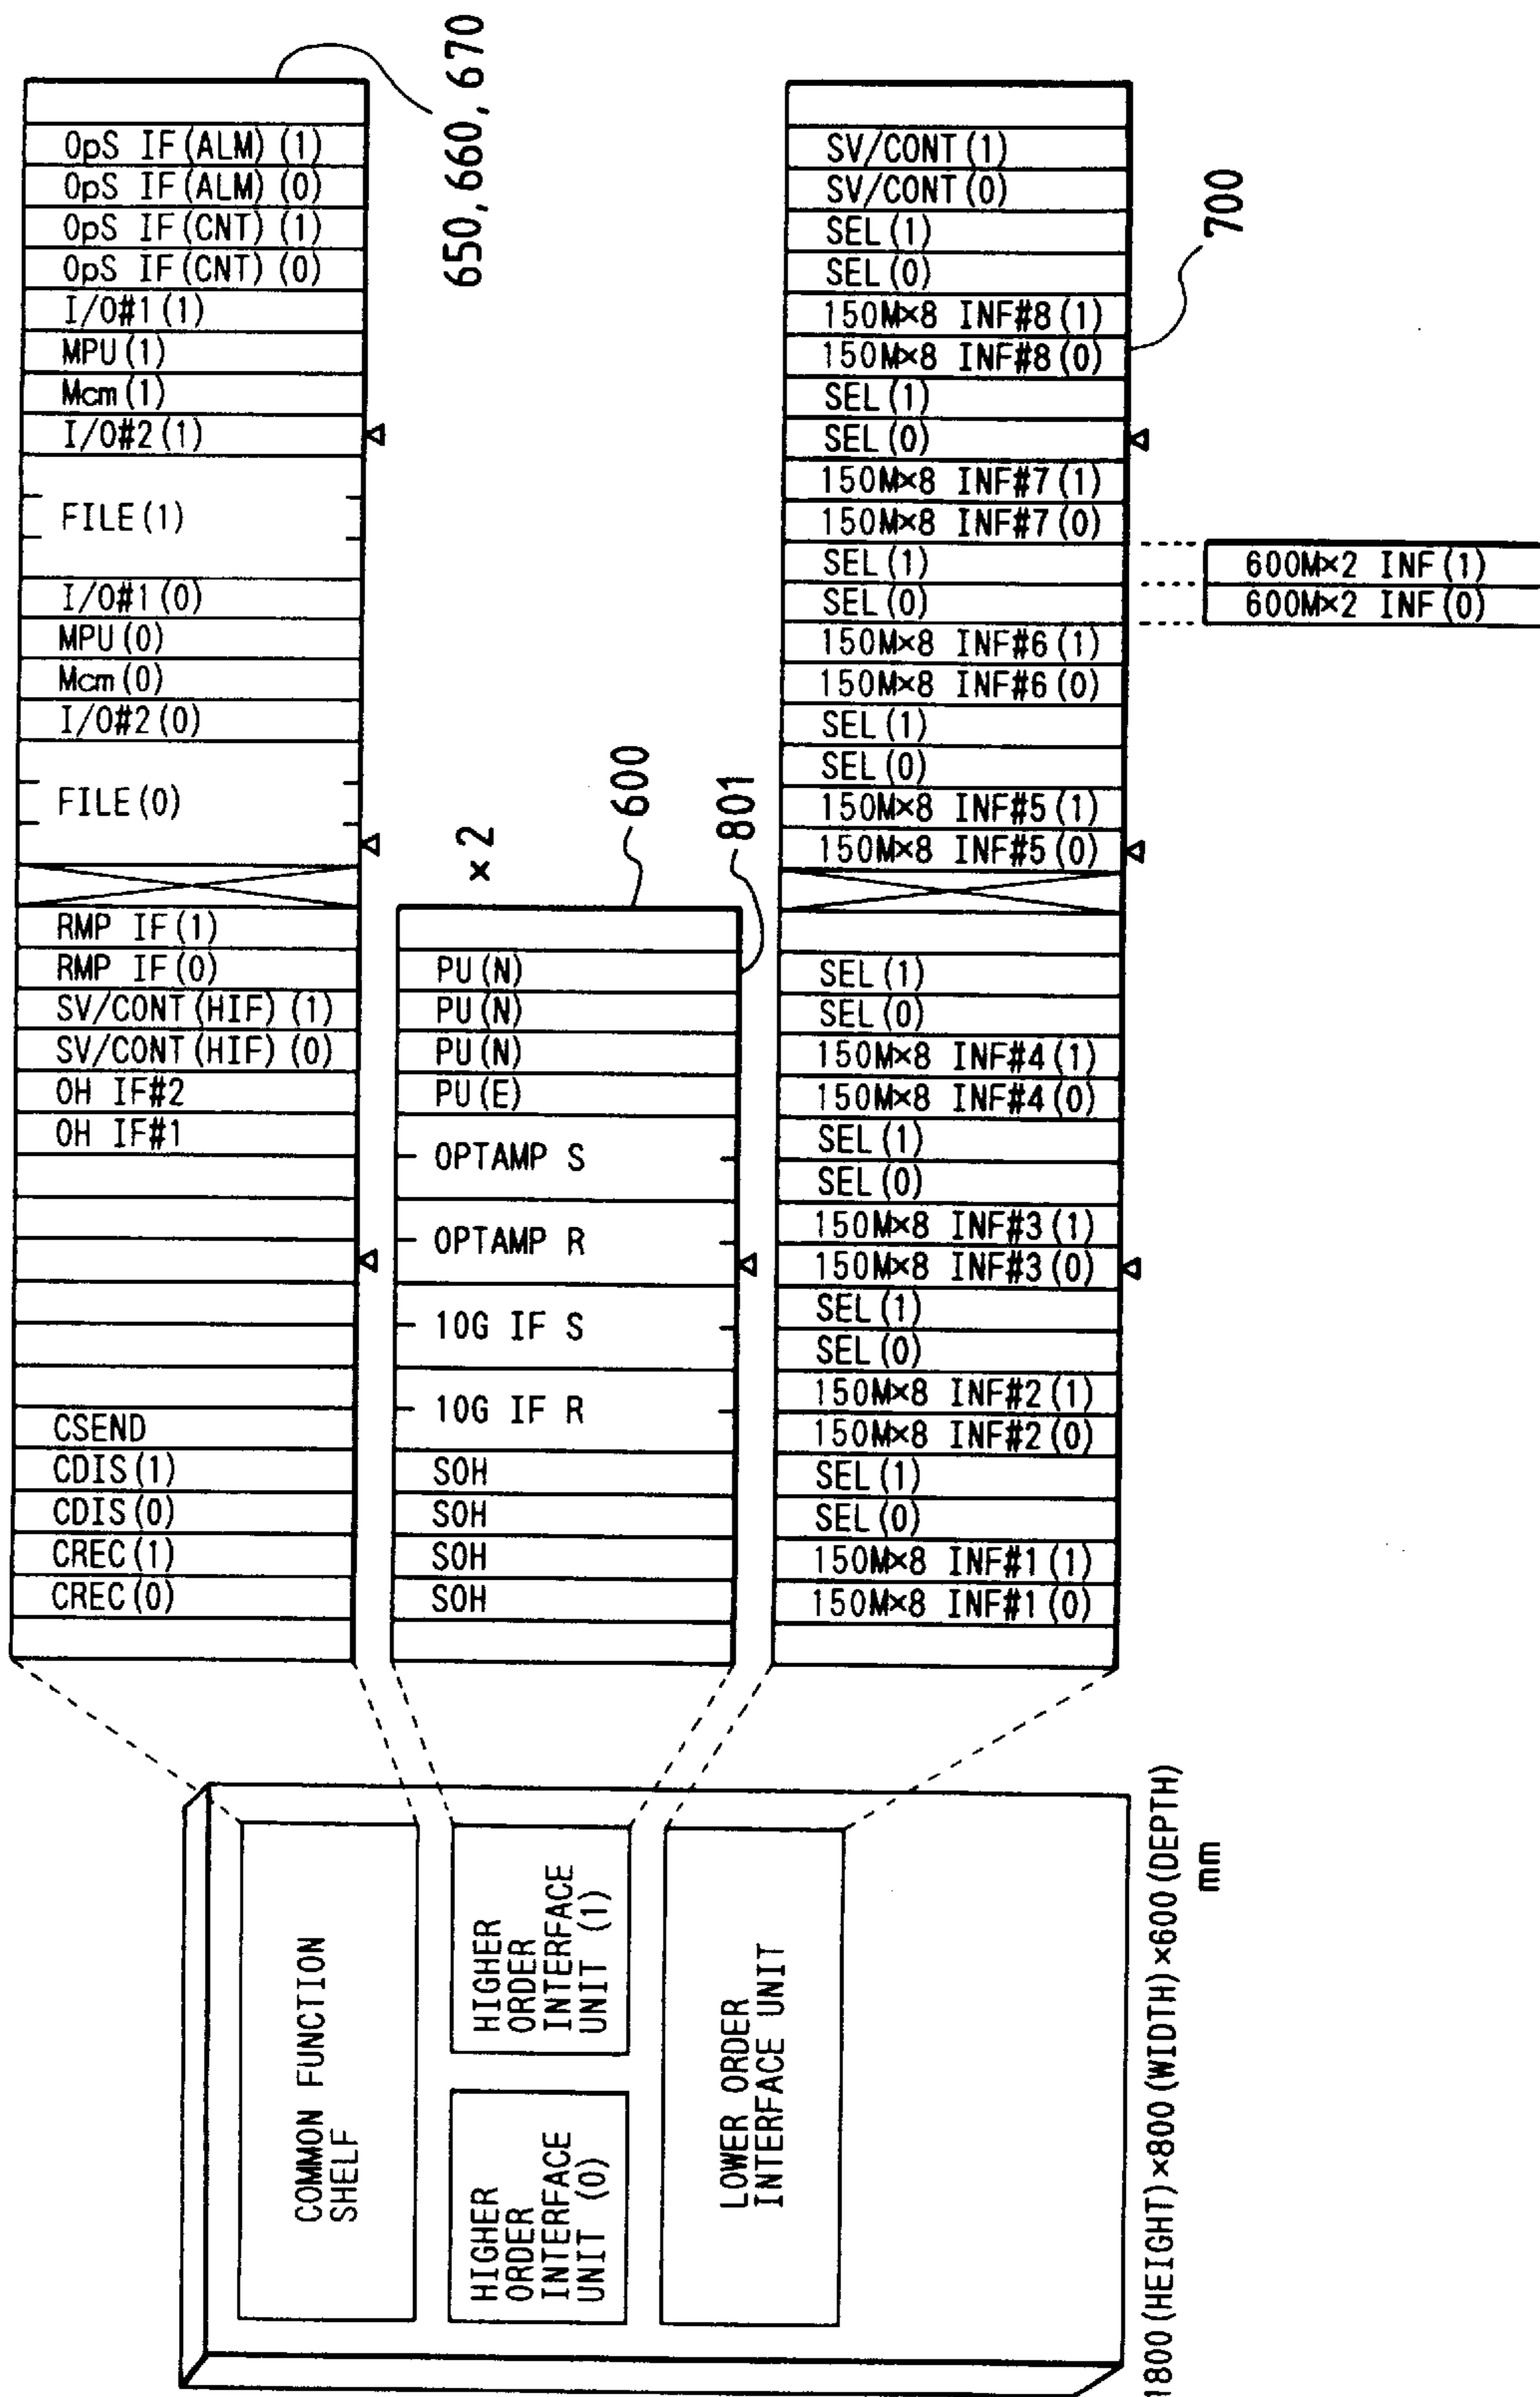 OpS IF(ALM)(1)
OpS IF(ALM)(0)
OpS IF(CNT)(1)
OpS IF(CNT)(0)
I/O#1(1)
MPU(1)
Mcm(1)
I/O#2(1)
FILE(1)
I/O#1(0)
MPU(0)
Mcm(0)
I/O#2(0)
FILE(0)
RMP IF(1)
RMP IF(0)
SV/CONT(HIF)(1)
SV/CONT(HIF)(0)
OH IF#2
OH IF#1
CSEND
CDIS(1)
CDIS(0)
CREC(1)
CREC(0)
650, 660, 670
×2
600
801
PU(N)
PU(N)
PU(N)
PU(E)
OPTAMP S
OPTAMP R
10G IF S
10G IF R
SOH
SOH
SOH
SOH
SV/CONT(1)
SV/CONT(0)
SEL(1)
SEL(0)
150M×8 INF#8(1)
150M×8 INF#8(0)
SEL(1)
SEL(0)
150M×8 INF#7(1)
150M×8 INF#7(0)
SEL(1)
SEL(0)
150M×8 INF#6(1)
150M×8 INF#6(0)
SEL(1)
SEL(0)
150M×8 INF#5(1)
150M×8 INF#5(0)
SEL(1)
SEL(0)
150M×8 INF#4(1)
150M×8 INF#4(0)
SEL(1)
SEL(0)
150M×8 INF#3(1)
150M×8 INF#3(0)
SEL(1)
SEL(0)
150M×8 INF#2(1)
150M×8 INF#2(0)
SEL(1)
SEL(0)
150M×8 INF#1(1)
150M×8 INF#1(0)
700
600M×2 INF(1)
600M×2 INF(0)
COMMON FUNCTION
SHELF
HIGHER
ORDER
INTERFACE
UNIT (0)
HIGHER
ORDER
INTERFACE
UNIT (1)
LOWER ORDER
INTERFACE UNIT
1800(HEIGHT)×800(WIDTH)×600(DEPTH)
mm